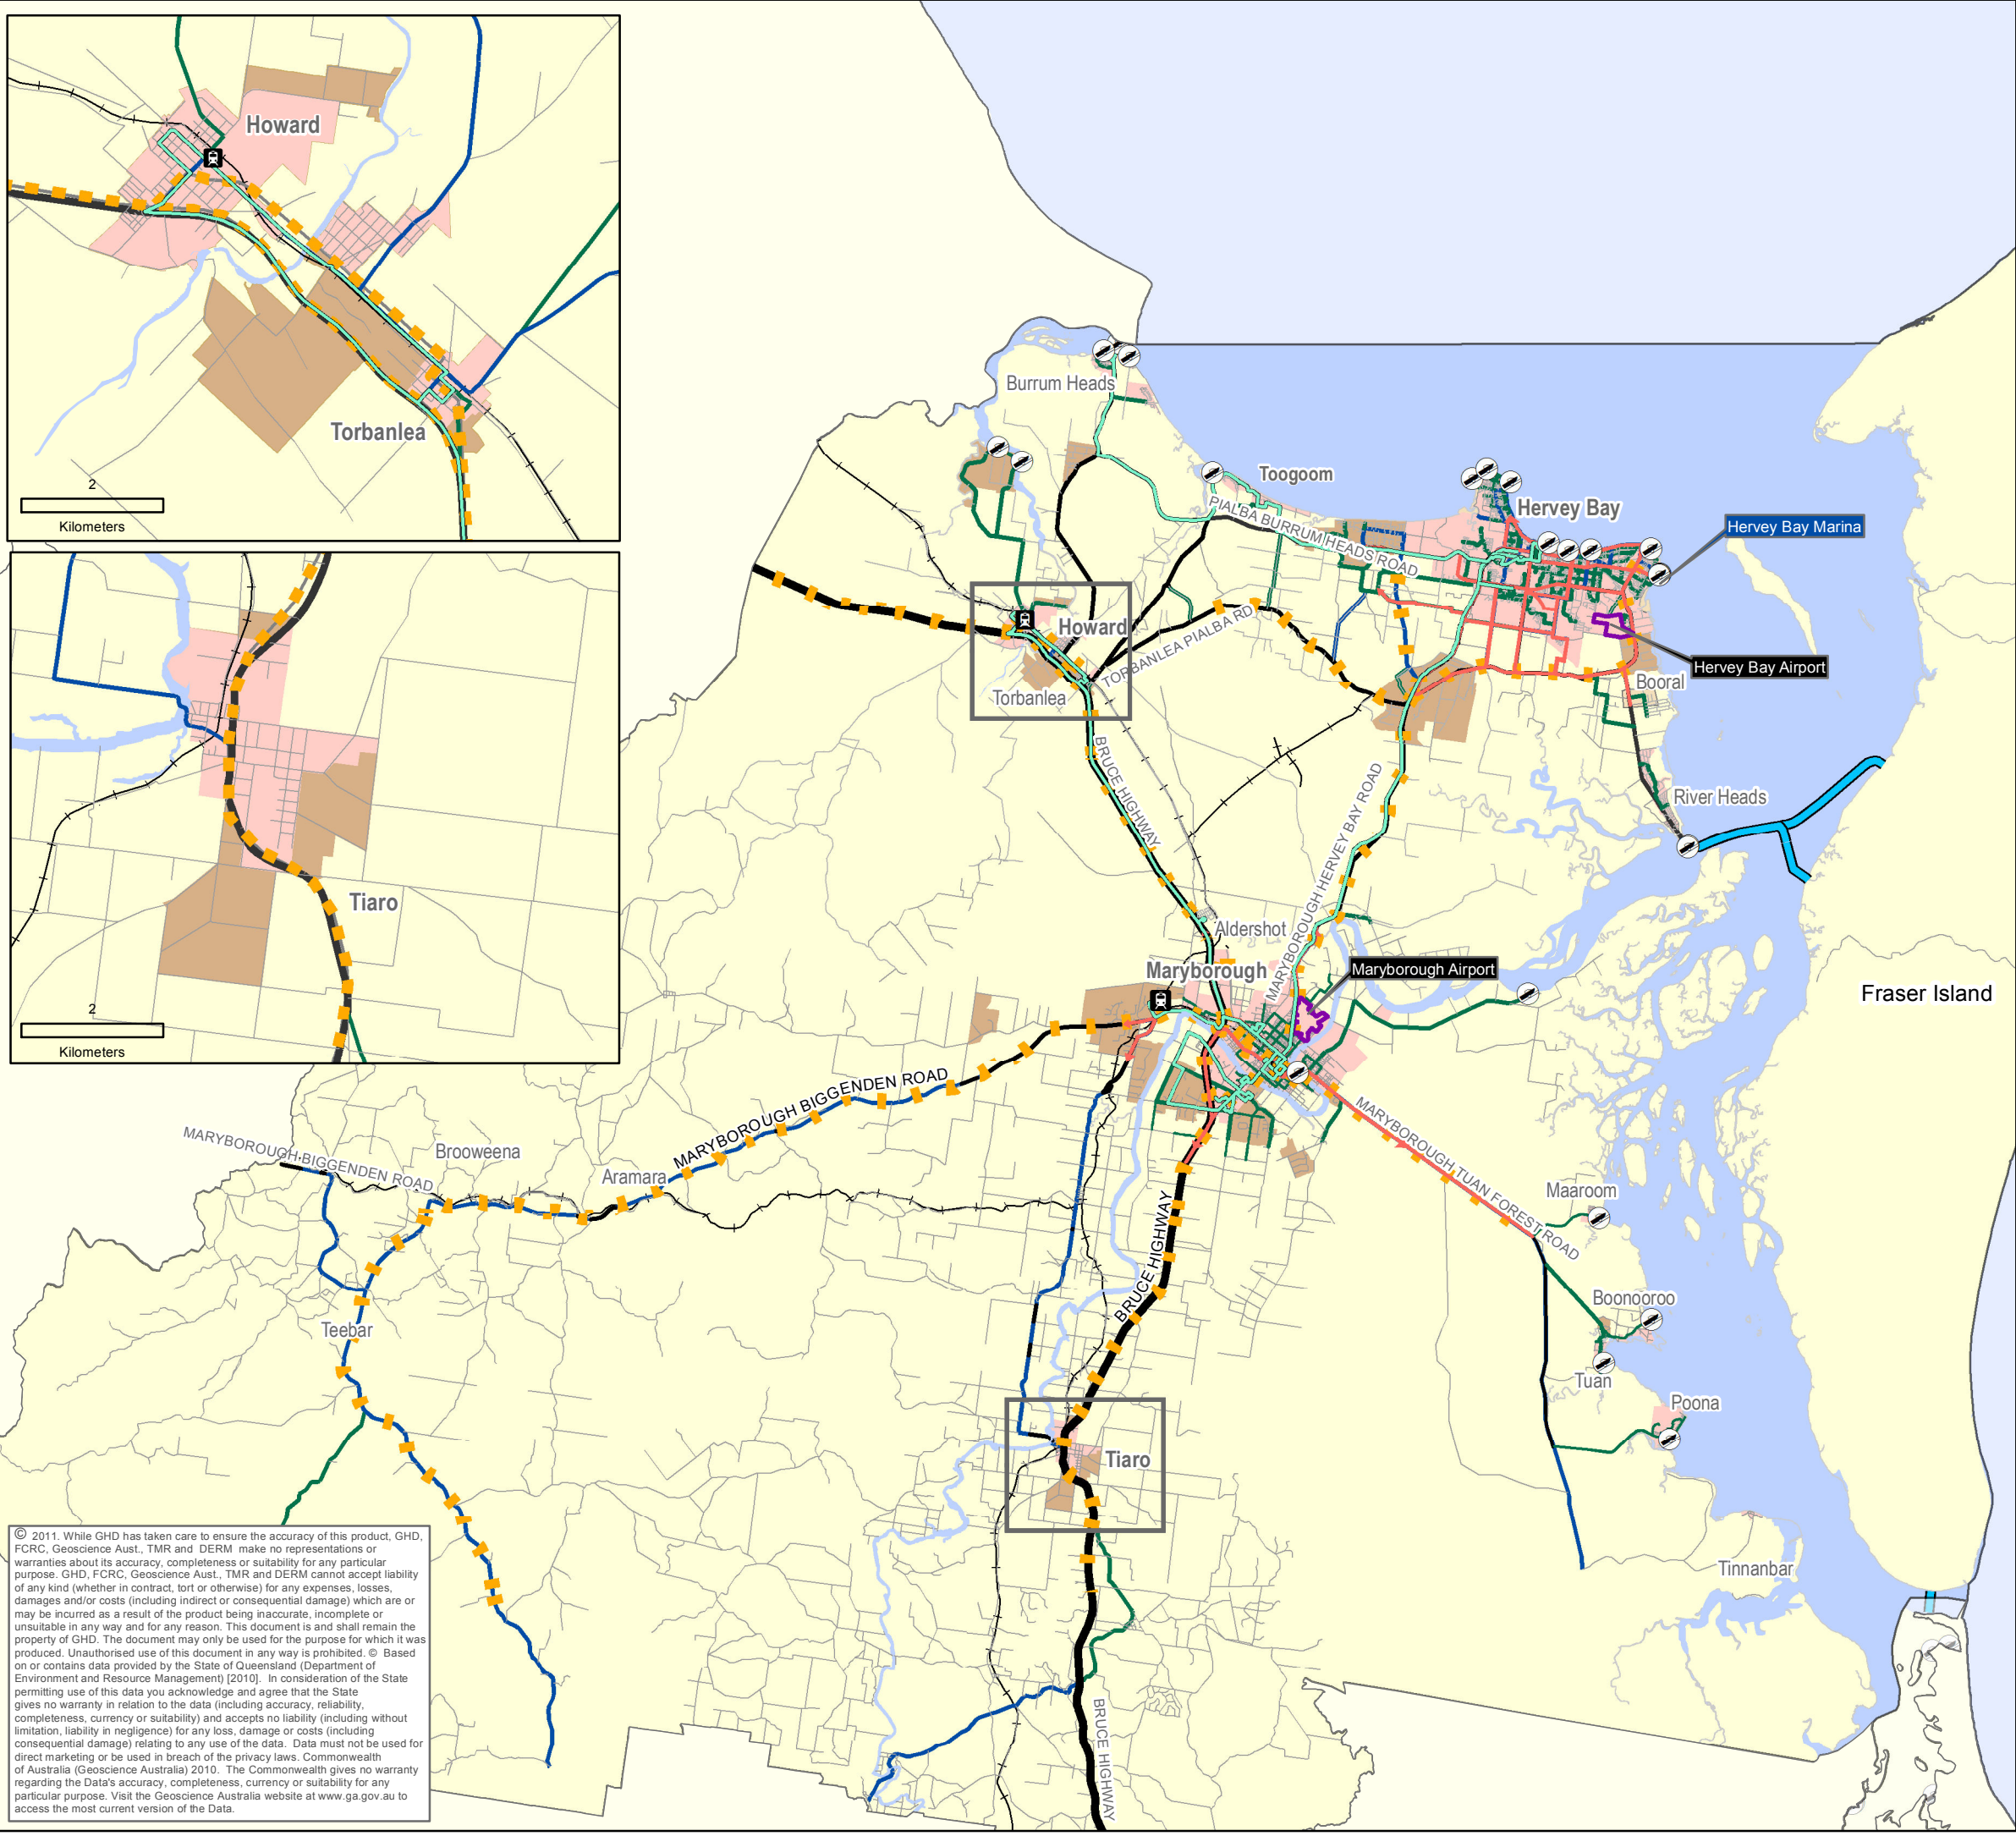 Howard
Torbanlea
2
Kilometers
Tiaro
2
Kilometers
Burrum Heads
Toogoom
PIALBA BURRUM HEADS ROAD
Hervey Bay
Hervey Bay Marina
Howard
TORBANLEA PIALBA RD
Torbanlea
Hervey Bay Airport
Booral
BRUCE HIGHWAY
MARYBOROUGH HERVEY BAY ROAD
River Heads
Aldershot
Maryborough
Maryborough Airport
Fraser Island
MARYBOROUGH BIGGENDEN ROAD
MARYBOROUGH BIGGENDEN ROAD
Brooweena
Aramara
MARYBOROUGH TUAN FOREST ROAD
Maaroom
BRUCE HIGHWAY
Boonooroo
Teebar
Tuan
Poona
Tiaro
Tinnanbar
BRUCE HIGHWAY
© 2011. While GHD has taken care to ensure the accuracy of this product, GHD,
FCRC, Geoscience Aust., TMR and DERM make no representations or
warranties about its accuracy, completeness or suitability for any particular
purpose. GHD, FCRC, Geoscience Aust., TMR and DERM cannot accept liability
of any kind (whether in contract, tort or otherwise) for any expenses, losses,
damages and/or costs (including indirect or consequential damage) which are or
may be incurred as a result of the product being inaccurate, incomplete or
unsuitable in any way and for any reason. This document is and shall remain the
property of GHD. The document may only be used for the purpose for which it was
produced. Unauthorised use of this document in any way is prohibited. © Based
on or contains data provided by the State of Queensland (Department of
Environment and Resource Management) [2010]. In consideration of the State
permitting use of this data you acknowledge and agree that the State
gives no warranty in relation to the data (including accuracy, reliability,
completeness, currency or suitability) and accepts no liability (including without
limitation, liability in negligence) for any loss, damage or costs (including
consequential damage) relating to any use of the data. Data must not be used for
direct marketing or be used in breach of the privacy laws. Commonwealth
of Australia (Geoscience Australia) 2010. The Commonwealth gives no warranty
regarding the Data's accuracy, completeness, currency or suitability for any
particular purpose. Visit the Geoscience Australia website at www.ga.gov.au to
access the most current version of the Data.